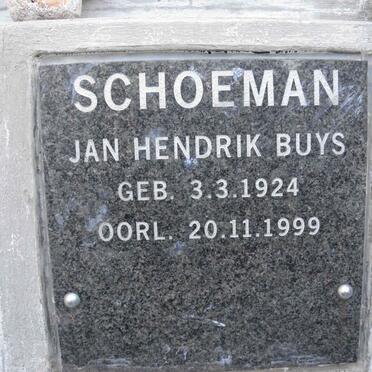 SCHOEMAN
JAN HENDRIK BUYS
GEB. 3.3.1924
OORL. 20.11.1999